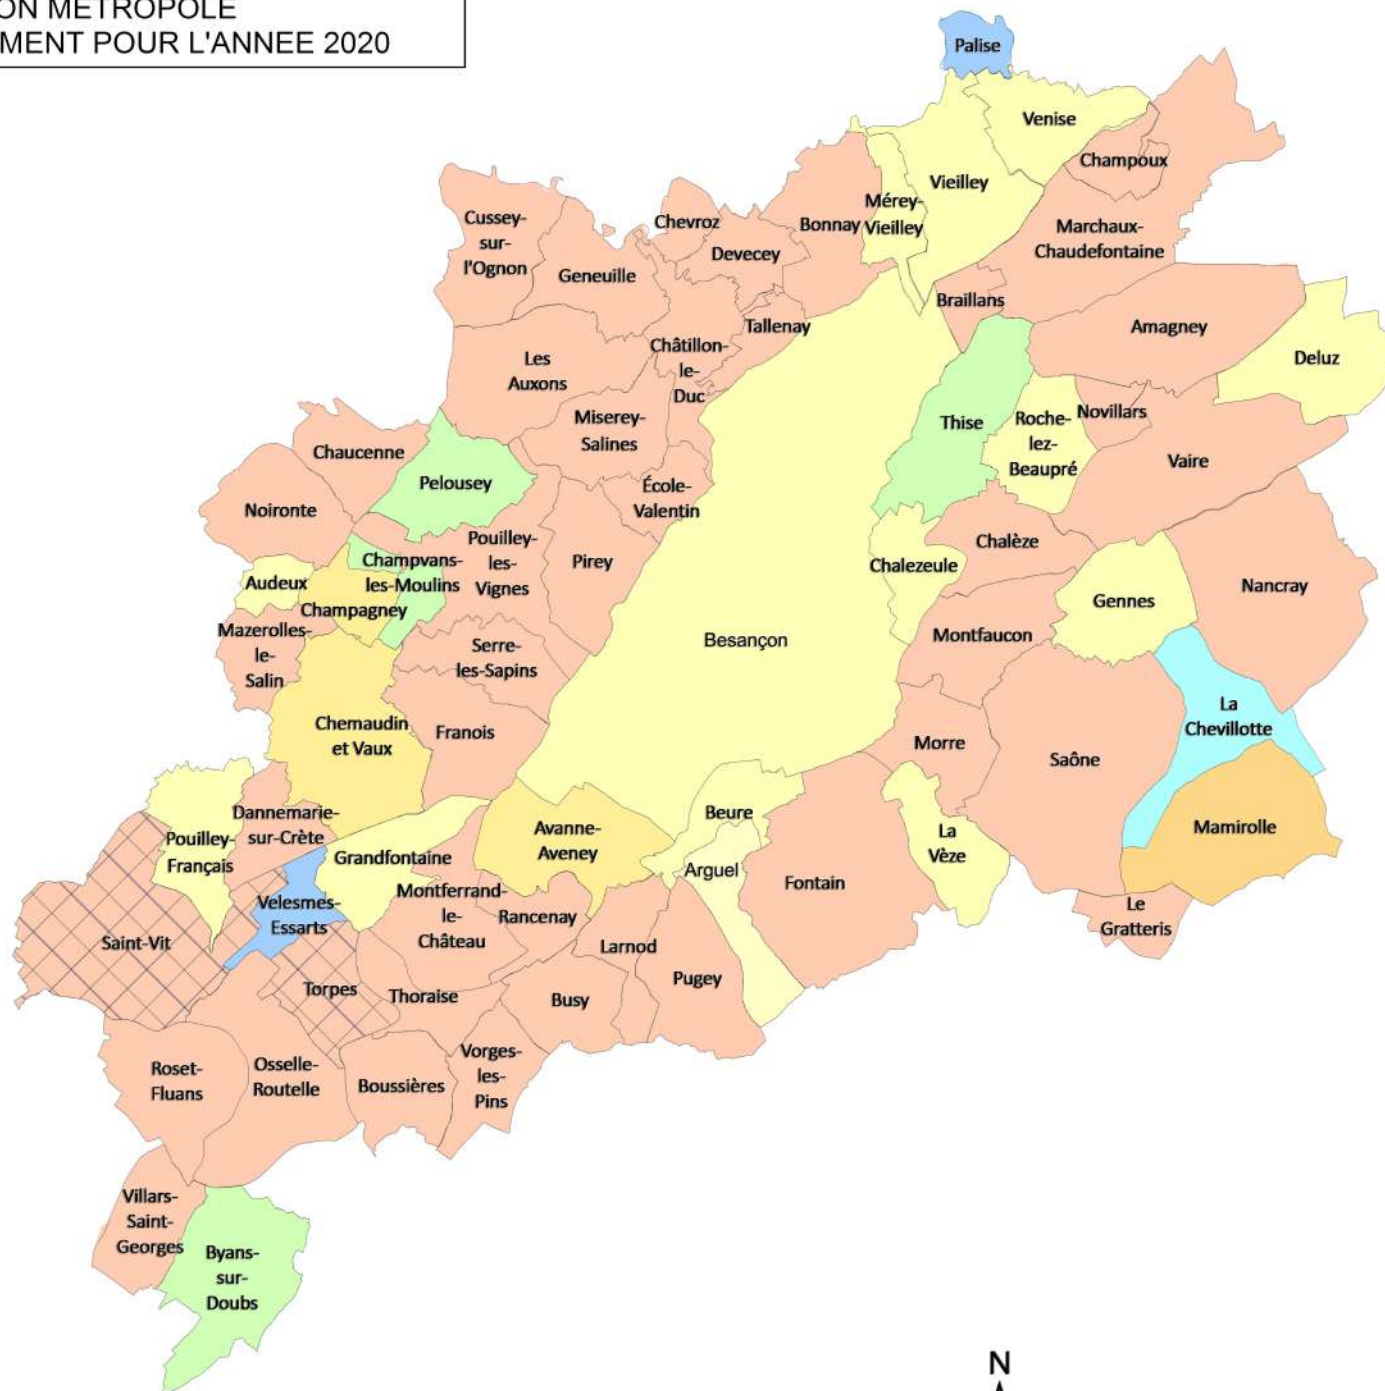 ON METROPOLE
MENT POUR L'ANNEE 2020
Palise
Venise
Champoux
Vieilley
Mérey-
Vieilley
Bonnay
Marchaux-
Chaudefontaine
Cussey-
sur-
l'Ognon
Geneuille
Chevroz
Devecey
Braillans
Tallenay
Amagney
Deluz
Les
Auxons
Châtillon-
le-
Duc
Miserey-
Salines
Thise
Roche-
lez-
Beaupré
Novillars
Vaire
Chaucenne
Pelousey
École-
Valentin
Noironte
Pouilley-
les-
Vignes
Pirey
Chalèze
Chalezeule
Champvans-
les-Moulins
Audeux
Champagney
Gennes
Nancray
Mazerolles-
le-
Salin
Serre-
les-Sapins
Besançon
Montfaucon
Chemaudin
et Vaux
Franois
Morre
Saône
La
Chevillotte
Mamirolle
Dannemarie-
sur-Crète
Pouilley-
Français
Grandfontaine
Avanne-
Aveney
Beure
Arguel
La
Vèze
Fontain
Velesmes-
Essarts
Montferrand-
le-
Château
Rancenay
Le
Gratteris
Saint-Vit
Larnod
Pugey
Torpes
Thoraise
Busy
Roset-
Fluans
Osselle-
Routelle
Boussières
Vorges-
les-
Pins
Villars-
Saint-
Georges
Byans-
sur-
Doubs
N